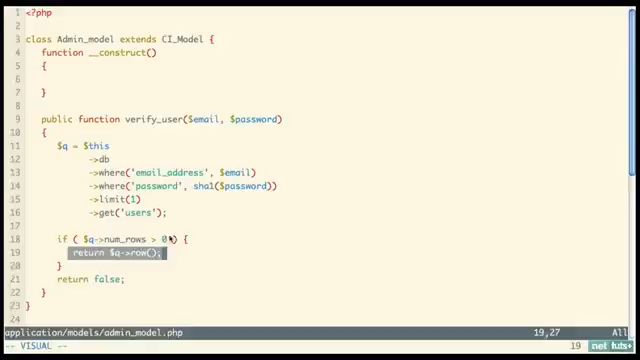 1 <?php
2
3 class Admin_model extends CI_Model {
4 function __construct()
5 {
6
7 }
8
9 public function verify_user($email, $password)
10 {
11 $q = $this
12 ->db
13 ->where('email_address', $email)
14 ->where('password', sha1($password))
15 ->limit(1)
16 ->get('users');
17
18 if ( $q->num_rows > 0 ) {
19 return $q->row();
20 }
21 return false;
22 }
23 }
24
application/models/admin_model.php 19,27 All
-- VISUAL -- 19 nettuts+